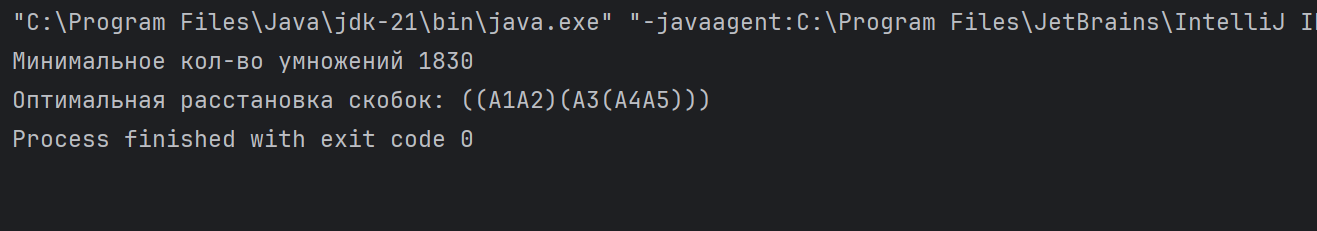 "C:\Program Files\Java\jdk-21\bin\java.exe" "-javaagent:C:\Program Files\JetBrains\IntelliJ
Минимальное кол-во умножений 1830
Оптимальная расстановка скобок: ((A1A2)(A3(A4A5)))
Process finished with exit code 0